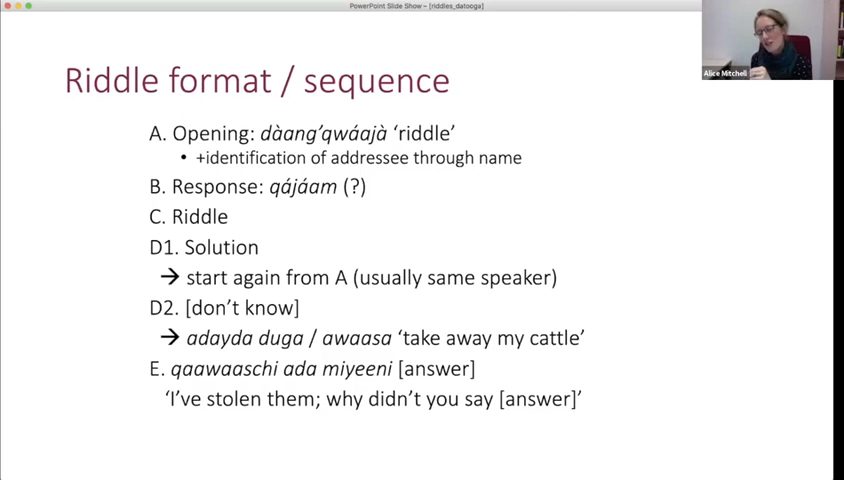 PowerPoint Slide Show – [riddles_datooga]
Alice Mitchell
Riddle format / sequence
A. Opening: dàang'qwáajà ‘riddle’
• +identification of addressee through name
B. Response: qájáam (?)
C. Riddle
D1. Solution
→ start again from A (usually same speaker)
D2. [don’t know]
→ adayda duga / awaasa ‘take away my cattle’
E. qaawaaschi ada miyeeni [answer]
‘I’ve stolen them; why didn’t you say [answer]’